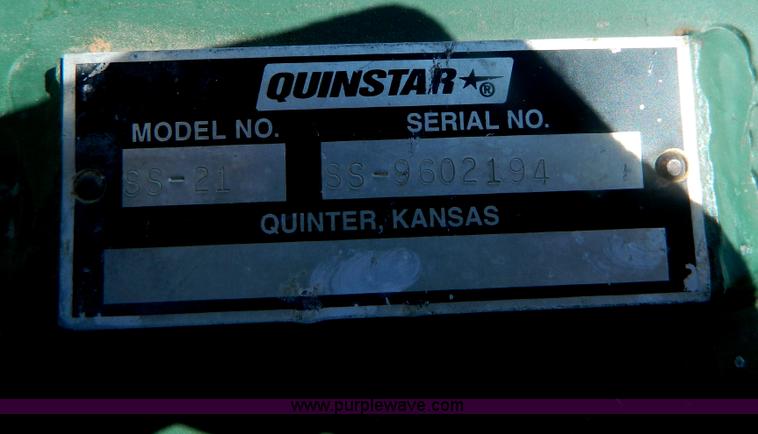 QUINSTAR ®
MODEL NO. SERIAL NO.
SS-21 SS-9602194
QUINTER, KANSAS
www.purplewave.com